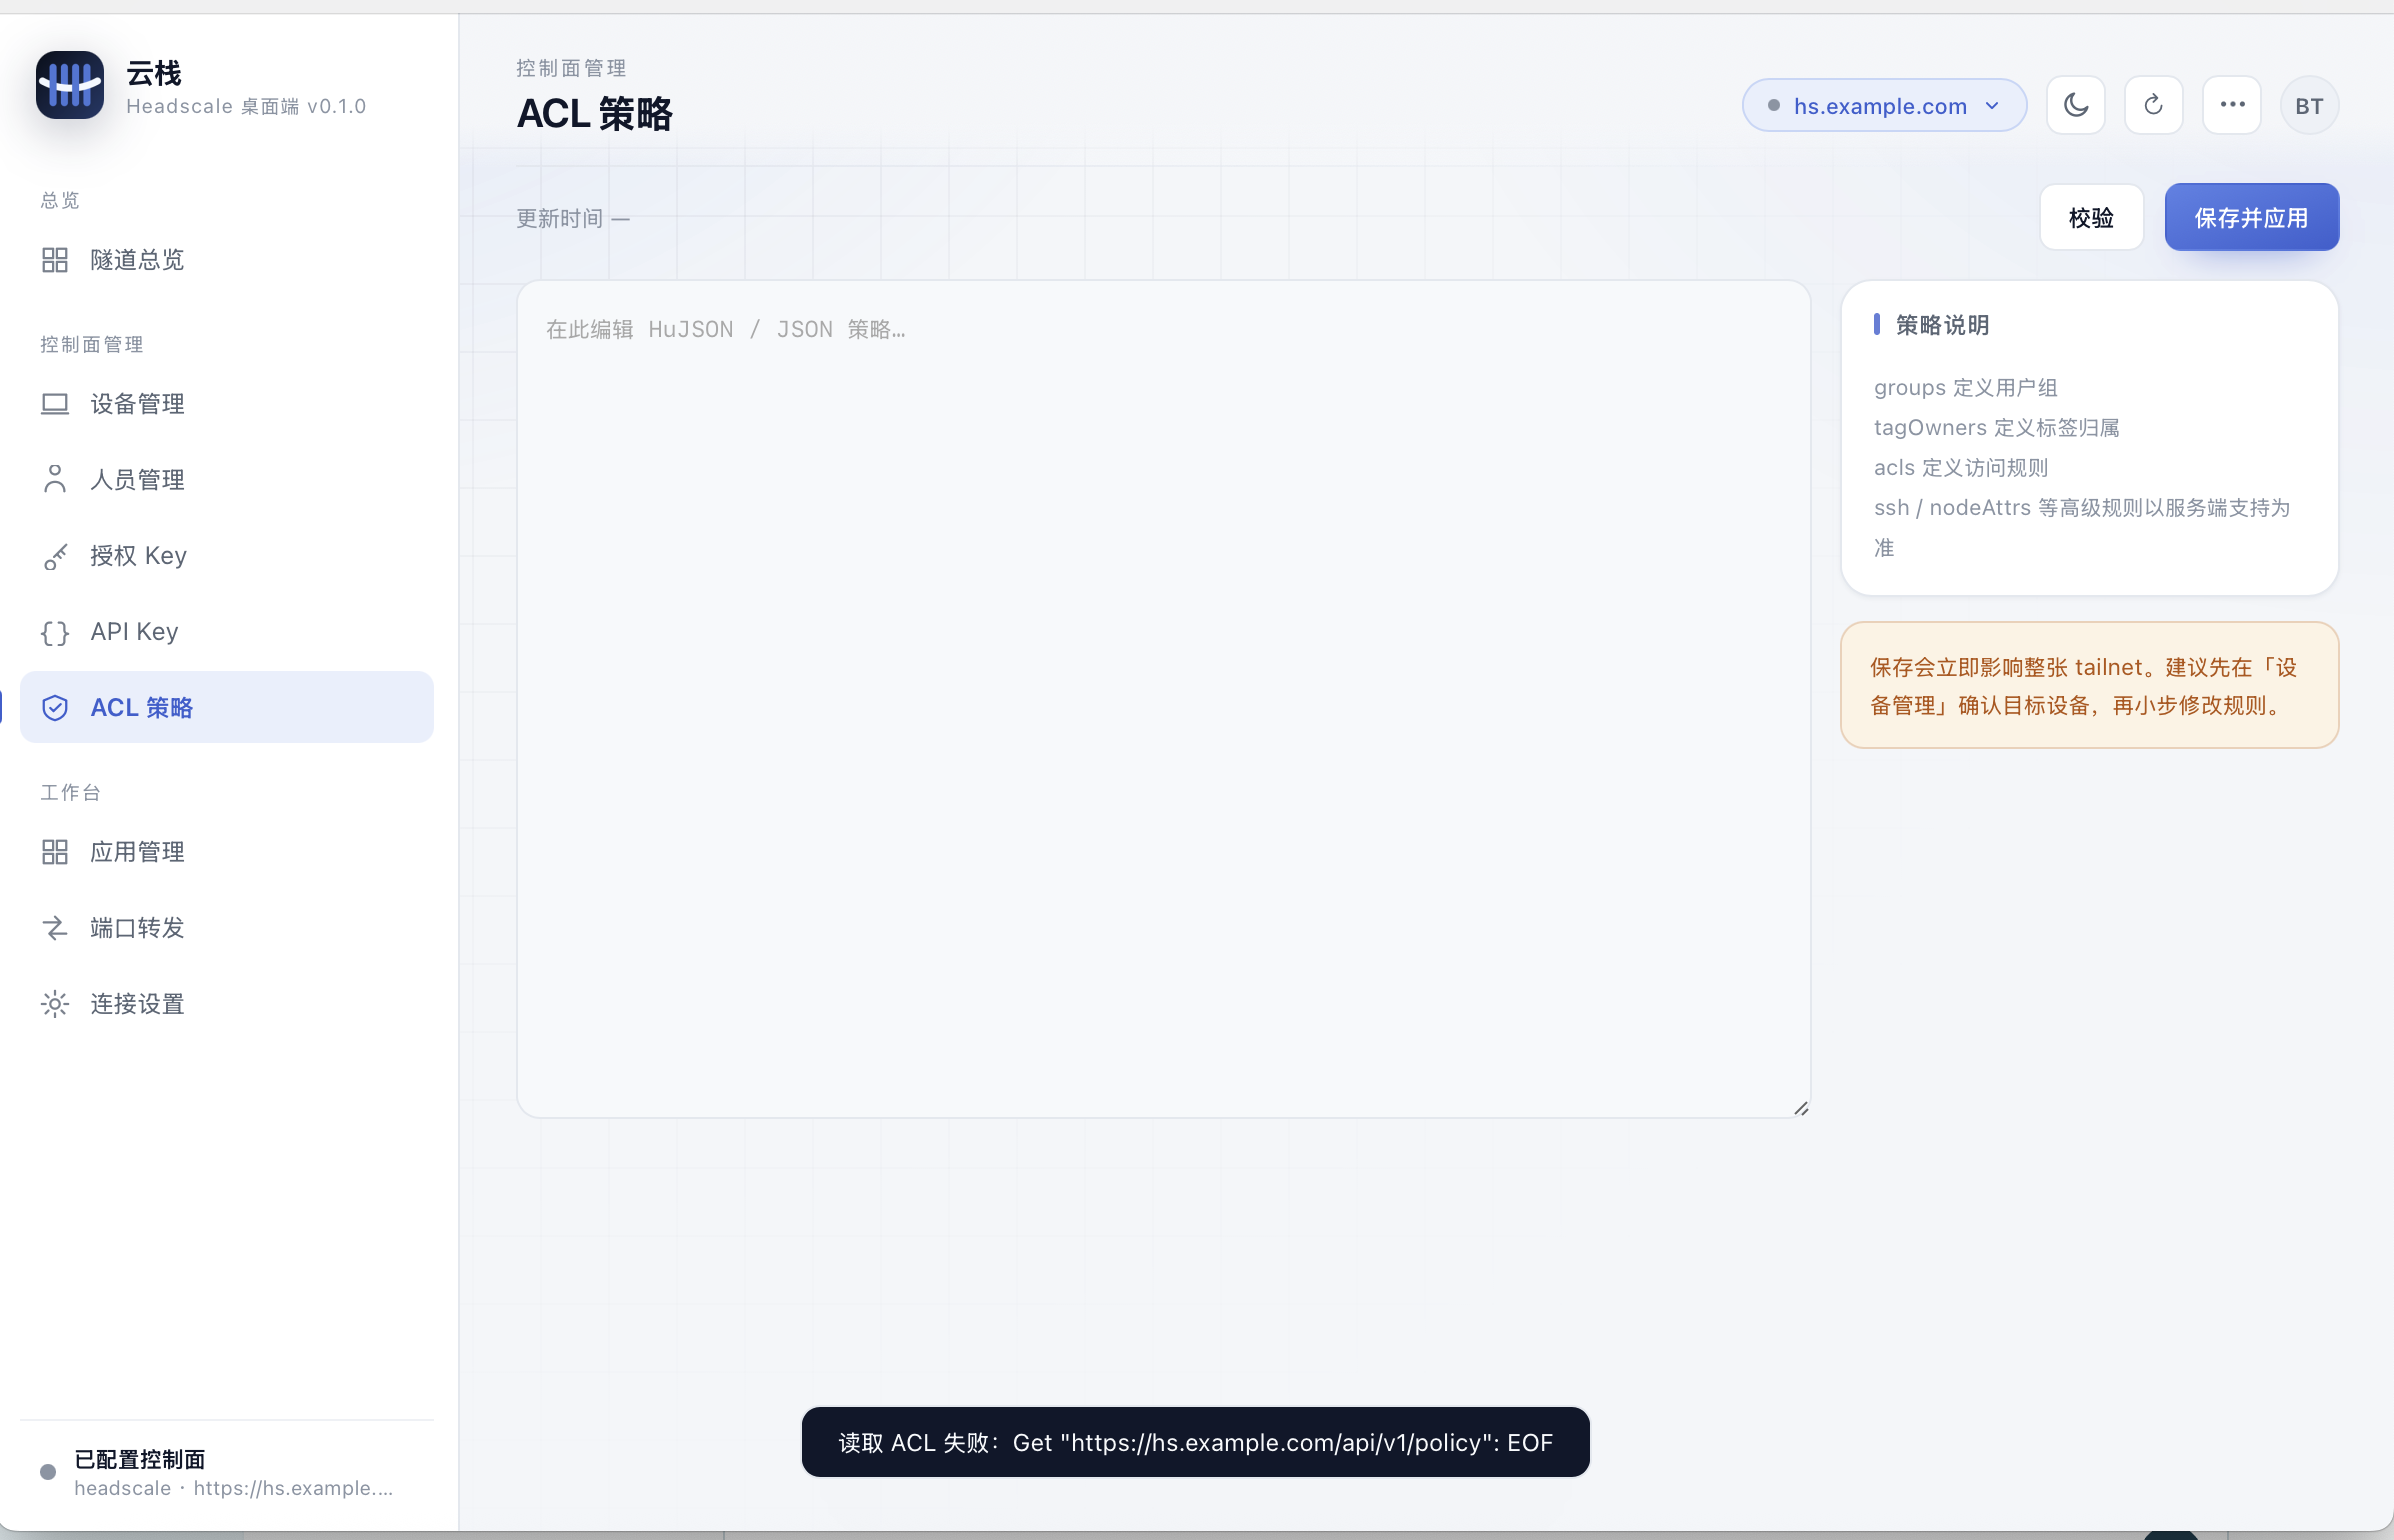 云栈
Headscale 桌面端 v0.1.0
总览
隧道总览
控制面管理
设备管理
人员管理
授权 Key
API Key
ACL 策略
工作台
应用管理
端口转发
连接设置
已配置控制面
headscale · https://hs.example....
控制面管理
ACL 策略
hs.example.com
BT
更新时间 —
校验
保存并应用
在此编辑 HuJSON / JSON 策略…
策略说明
groups 定义用户组
tagOwners 定义标签归属
acls 定义访问规则
ssh / nodeAttrs 等高级规则以服务端支持为
准
保存会立即影响整张 tailnet。建议先在「设
备管理」确认目标设备，再小步修改规则。
读取 ACL 失败：Get "https://hs.example.com/api/v1/policy": EOF